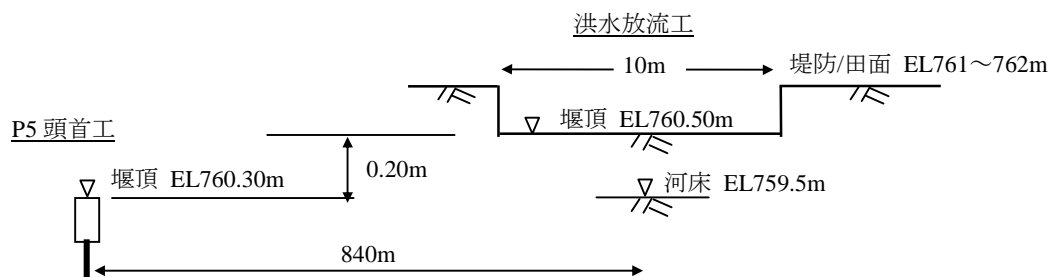 洪水放流工
10m
堤防/田面 EL761～762m
P5 頭首工
堰頂 EL760.50m
堰頂 EL760.30m
0.20m
河床 EL759.5m
840m